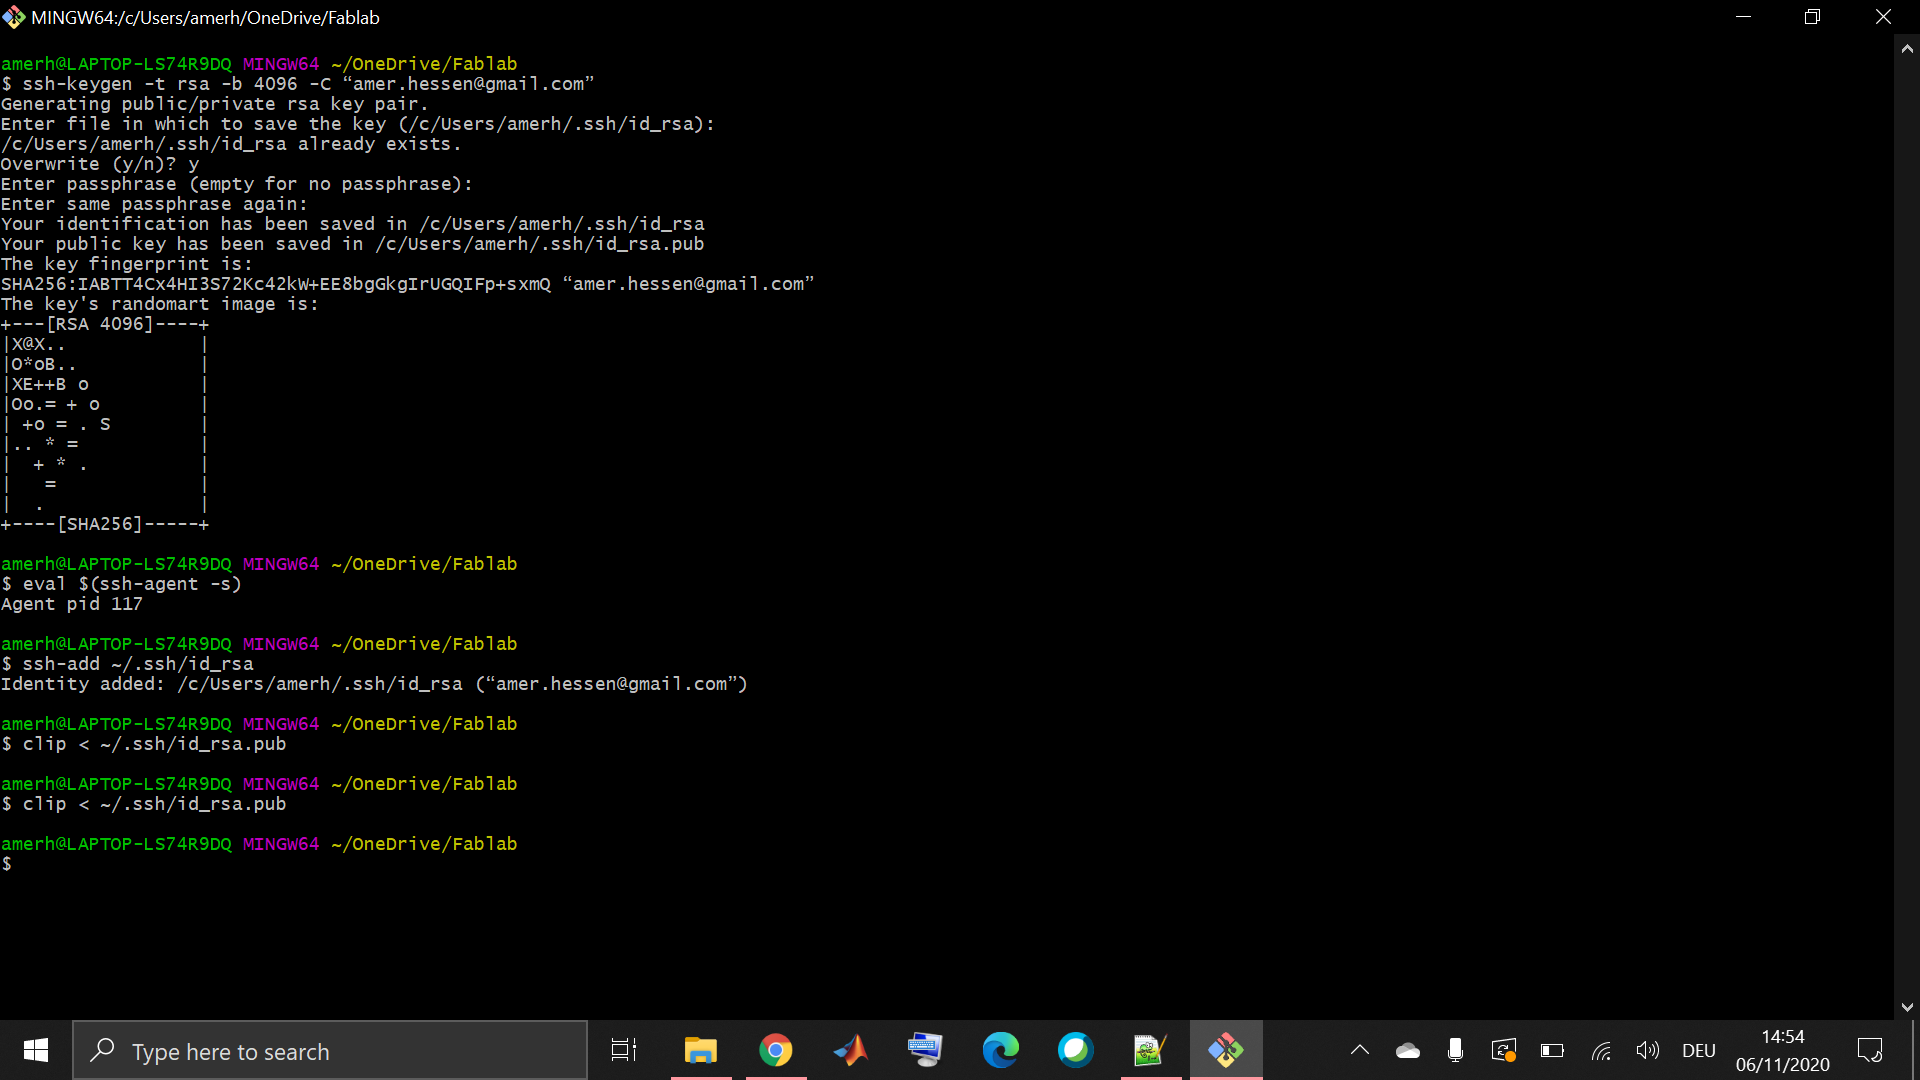 MINGW64:/c/Users/amerh/OneDrive/Fablab
amerh@LAPTOP-LS74R9DQ MINGW64 ~/OneDrive/Fablab
$ ssh-keygen -t rsa -b 4096 -C “amer.hessen@gmail.com”
Generating public/private rsa key pair.
Enter file in which to save the key (/c/Users/amerh/.ssh/id_rsa):
/c/Users/amerh/.ssh/id_rsa already exists.
Overwrite (y/n)? y
Enter passphrase (empty for no passphrase):
Enter same passphrase again:
Your identification has been saved in /c/Users/amerh/.ssh/id_rsa
Your public key has been saved in /c/Users/amerh/.ssh/id_rsa.pub
The key fingerprint is:
SHA256:IABTT4Cx4HI3S72Kc42kW+EE8bgGkgIrUGQIFp+sxmQ “amer.hessen@gmail.com”
The key's randomart image is:
+---[RSA 4096]----+
|X@X..            |
|O*oB..           |
|XE++B o          |
|Oo.= + o         |
| +o = . S        |
|.. * =           |
|  + * .          |
|   =             |
|  .              |
+----[SHA256]-----+
amerh@LAPTOP-LS74R9DQ MINGW64 ~/OneDrive/Fablab
$ eval $(ssh-agent -s)
Agent pid 117
amerh@LAPTOP-LS74R9DQ MINGW64 ~/OneDrive/Fablab
$ ssh-add ~/.ssh/id_rsa
Identity added: /c/Users/amerh/.ssh/id_rsa (“amer.hessen@gmail.com”)
amerh@LAPTOP-LS74R9DQ MINGW64 ~/OneDrive/Fablab
$ clip < ~/.ssh/id_rsa.pub
amerh@LAPTOP-LS74R9DQ MINGW64 ~/OneDrive/Fablab
$ clip < ~/.ssh/id_rsa.pub
amerh@LAPTOP-LS74R9DQ MINGW64 ~/OneDrive/Fablab
$
Type here to search
DEU
14:54
06/11/2020